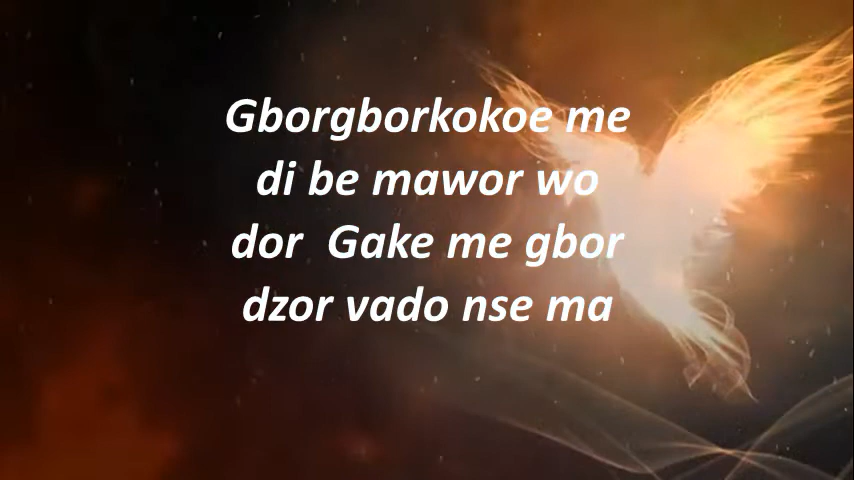 Gborgborkokoe me
di be mawor wo
dor  Gake me gbor
dzor vado nse ma